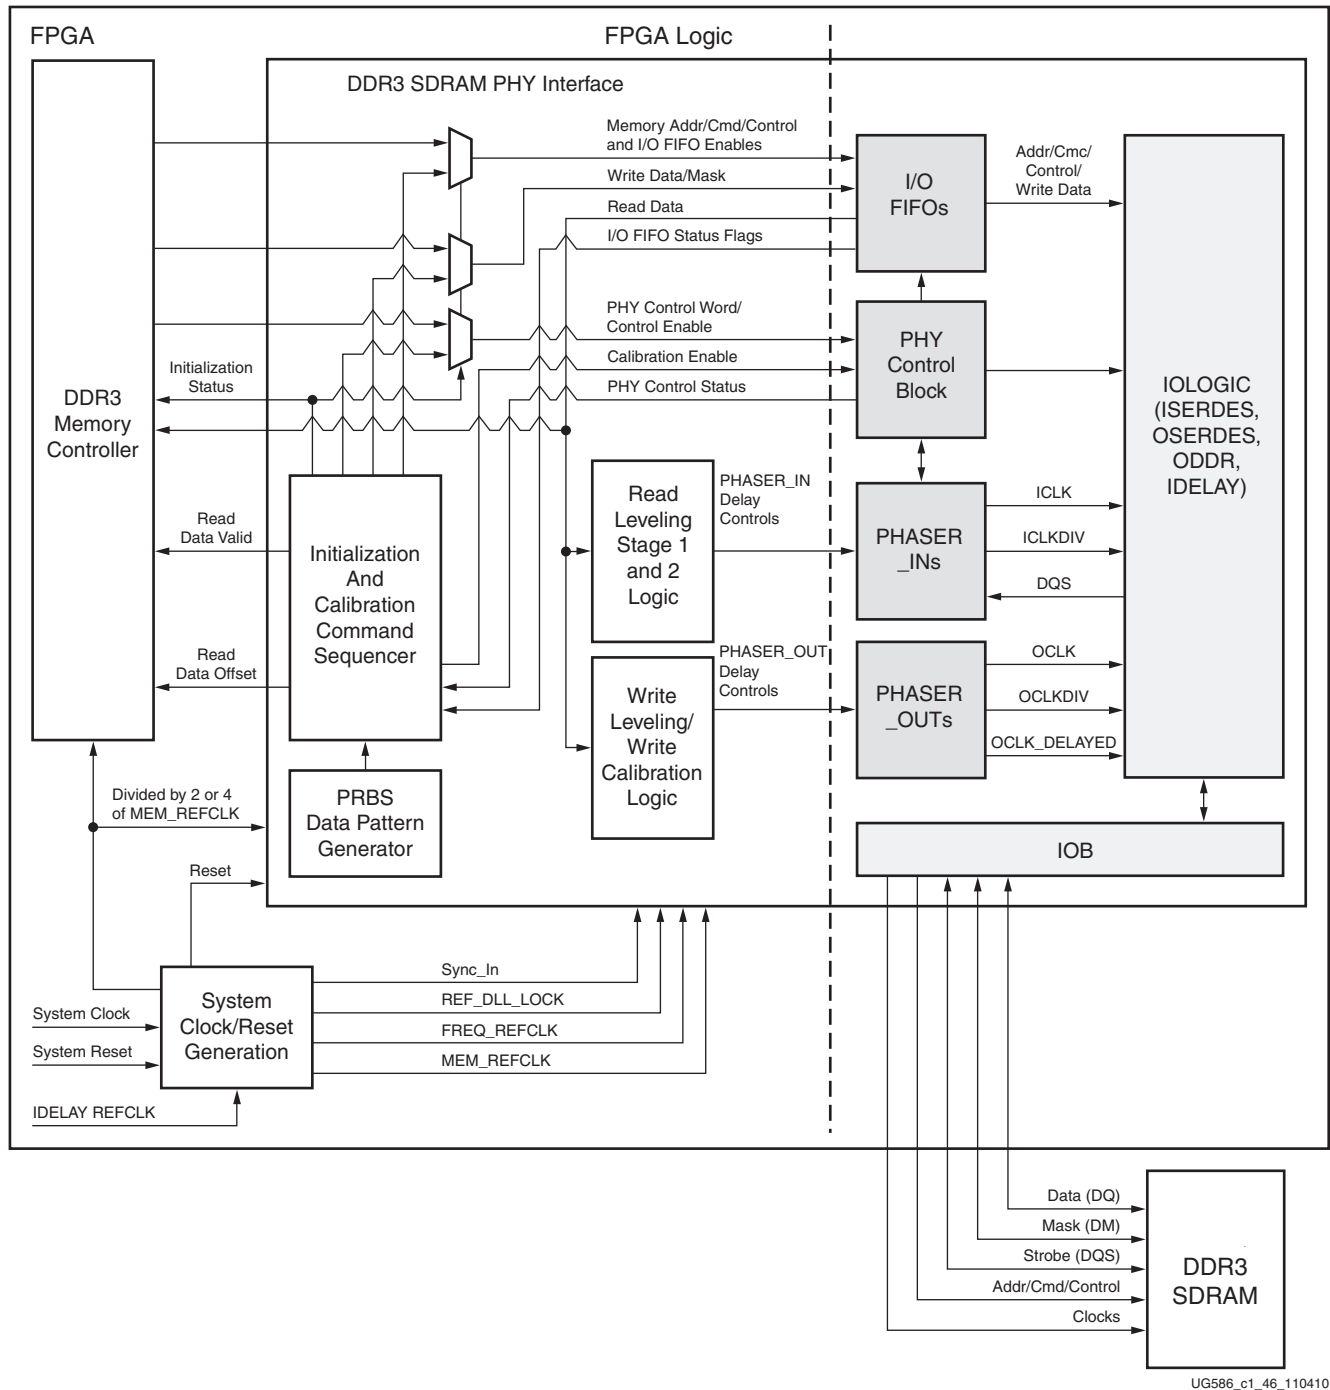 FPGA
FPGA Logic
DDR3 SDRAM PHY Interface
Memory Addr/Cmd/Control
and I/O FIFO Enables
Write Data/Mask
Read Data
I/O FIFO Status Flags
PHY Control Word/
Control Enable
Calibration Enable
PHY Control Status
I/O
FIFOs
Addr/Cmc/
Control/
Write Data
PHY
Control
Block
IOLOGIC
(ISERDES,
OSERDES,
ODDR,
IDELAY)
DDR3
Memory
Controller
Initialization
Status
Read
Data Valid
Read
Data Offset
Initialization
And
Calibration
Command
Sequencer
Read
Leveling
Stage 1
and 2
Logic
PHASER_IN
Delay
Controls
PHASER
_INs
ICLK
ICLKDIV
DQS
Write
Leveling/
Write
Calibration
Logic
PHASER_OUT
Delay
Controls
PHASER
_OUTs
OCLK
OCLKDIV
OCLK_DELAYED
PRBS
Data Pattern
Generator
Divided by 2 or 4
of MEM_REFCLK
Reset
IOB
System Clock
System Reset
IDELAY REFCLK
System
Clock/Reset
Generation
Sync_In
REF_DLL_LOCK
FREQ_REFCLK
MEM_REFCLK
Data (DQ)
Mask (DM)
Strobe (DQS)
Addr/Cmd/Control
Clocks
DDR3
SDRAM
UG586_c1_46_110410